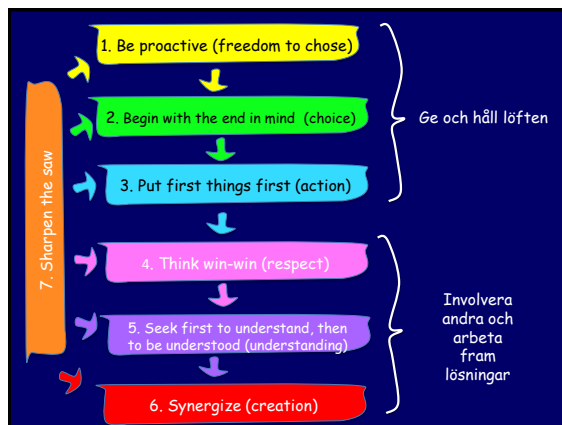 1. Be proactive (freedom to chose)
2. Begin with the end in mind (choice)
Ge och håll löften
3. Put first things first (action)
7. Sharpen the saw
4. Think win-win (respect)
5. Seek first to understand, then
to be understood (understanding)
Involvera
andra och
arbeta
fram
lösningar
6. Synergize (creation)